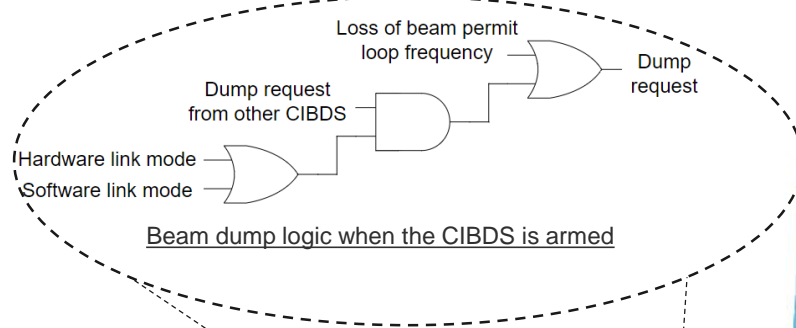 Loss of beam permit
loop frequency
Dump
request
Dump request
from other CIBDS
Hardware link mode
Software link mode
Beam dump logic when the CIBDS is armed